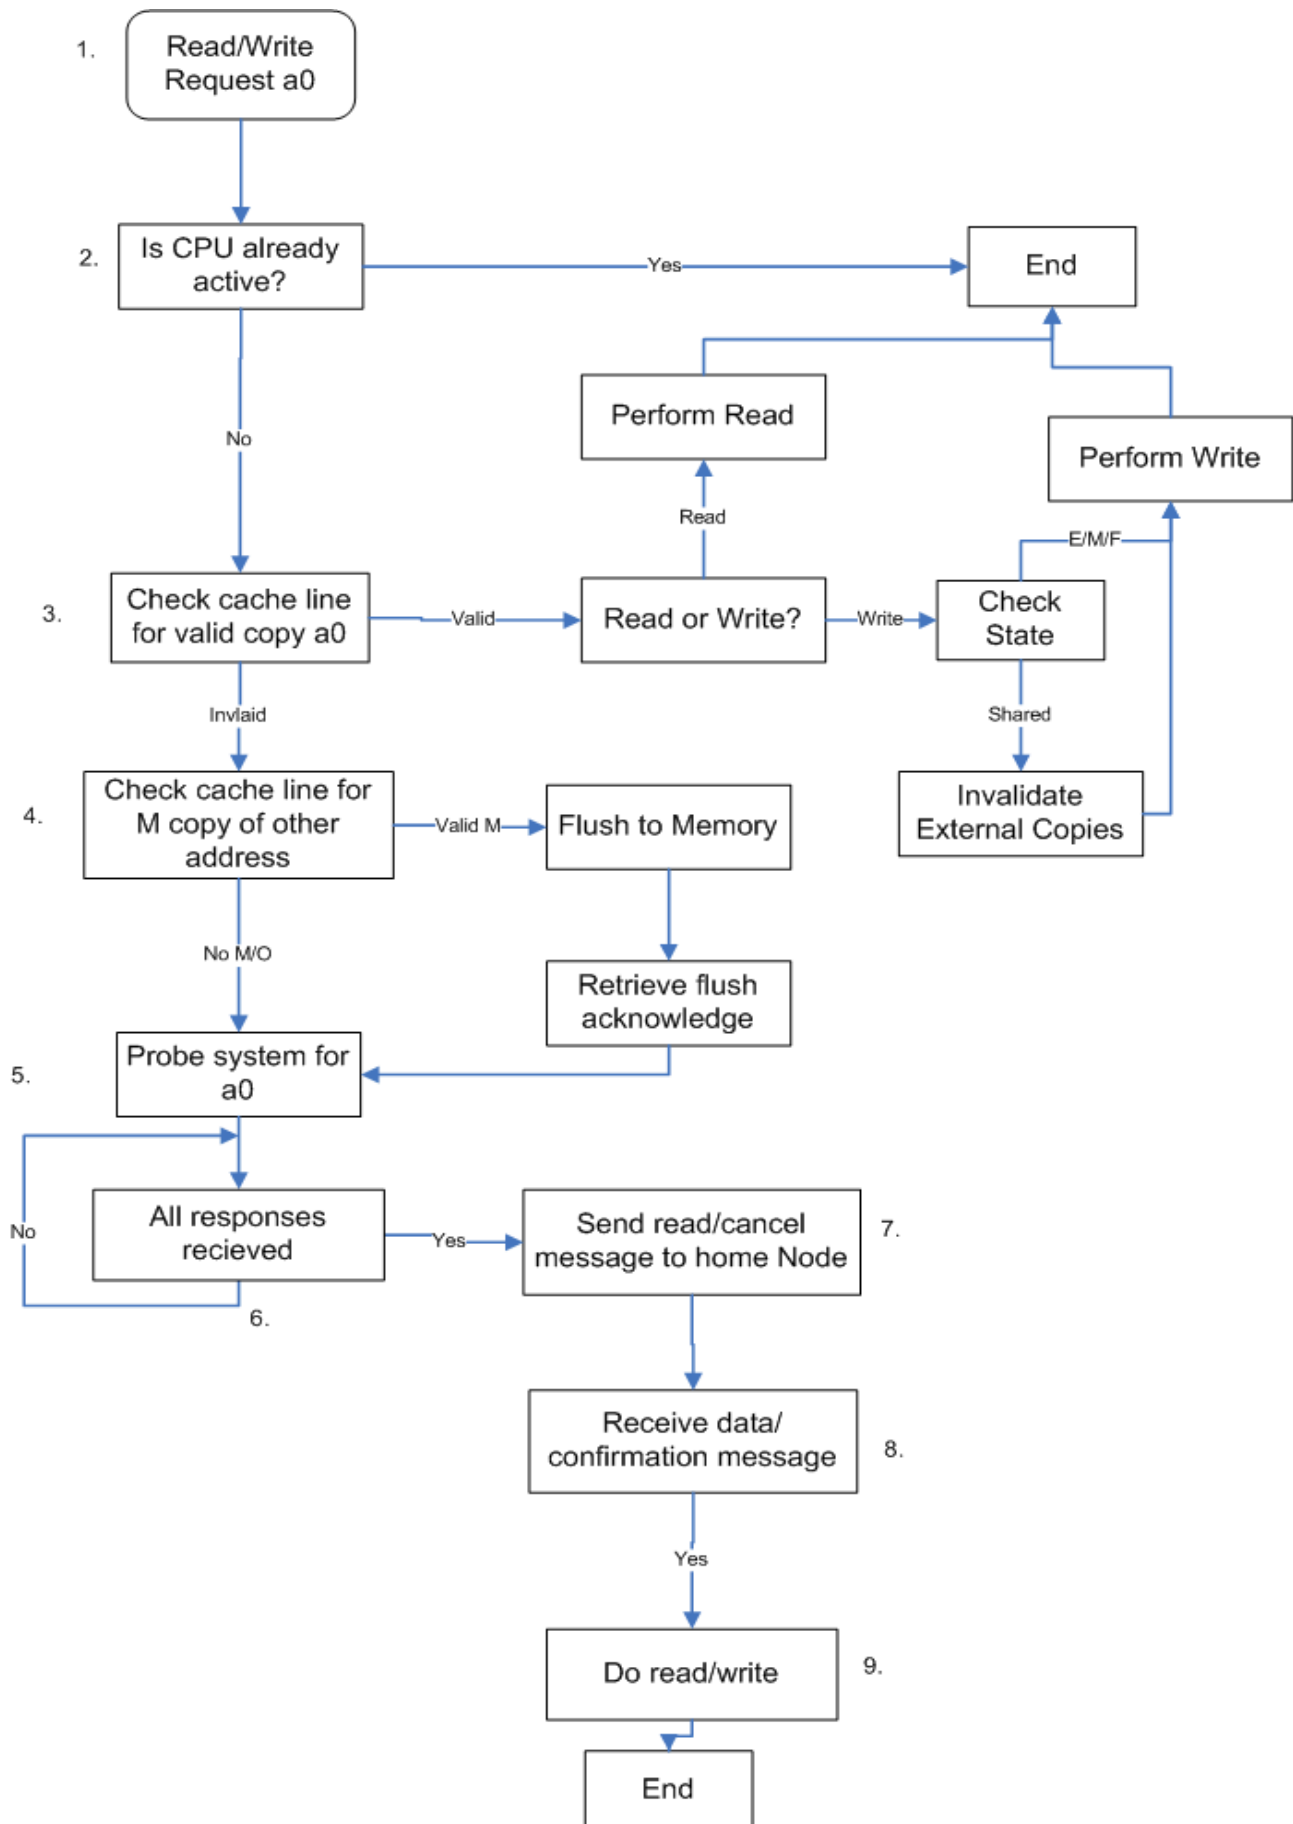 1.
Read/Write
Request a0
2.
Is CPU already
active?
Yes
End
No
Perform Read
Perform Write
Read
E/M/F
3.
Check cache line
for valid copy a0
Valid
Read or Write?
Write
Check
State
Invlaid
Shared
4.
Check cache line for
M copy of other
address
Valid M
Flush to Memory
Invalidate
External Copies
No M/O
Retrieve flush
acknowledge
5.
Probe system for
a0
No
All responses
recieved
6.
Yes
Send read/cancel
message to home Node
7.
Receive data/
confirmation message
8.
Yes
Do read/write
9.
End